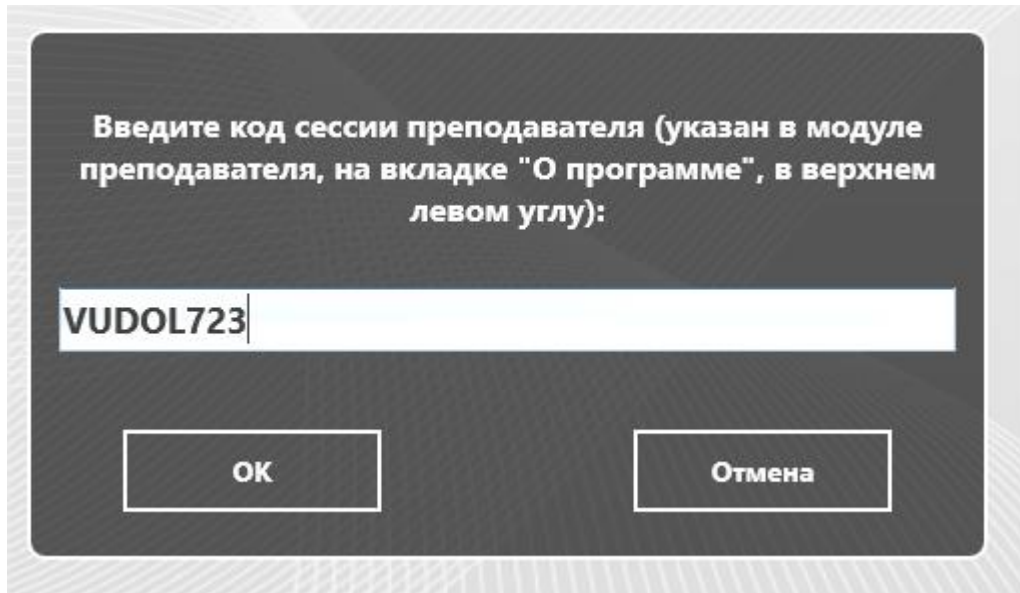 Введите код сессии преподавателя (указан в модуле
преподавателя, на вкладке "О программе", в верхнем
левом углу):
VUDOL723
ОК
Отмена